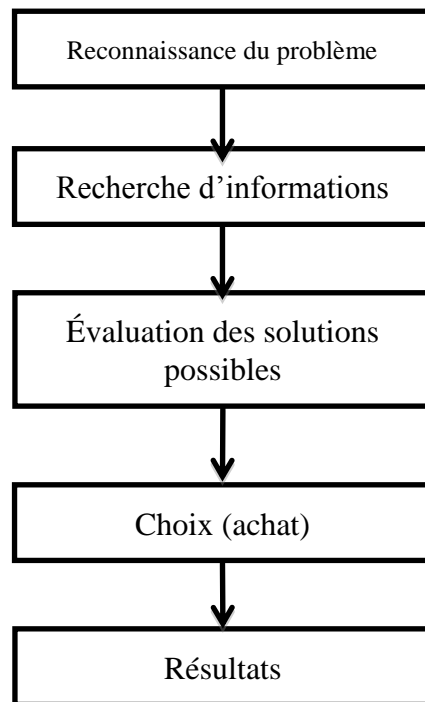 Reconnaissance du problème
Recherche d’informations
Évaluation des solutions
possibles
Choix (achat)
Résultats